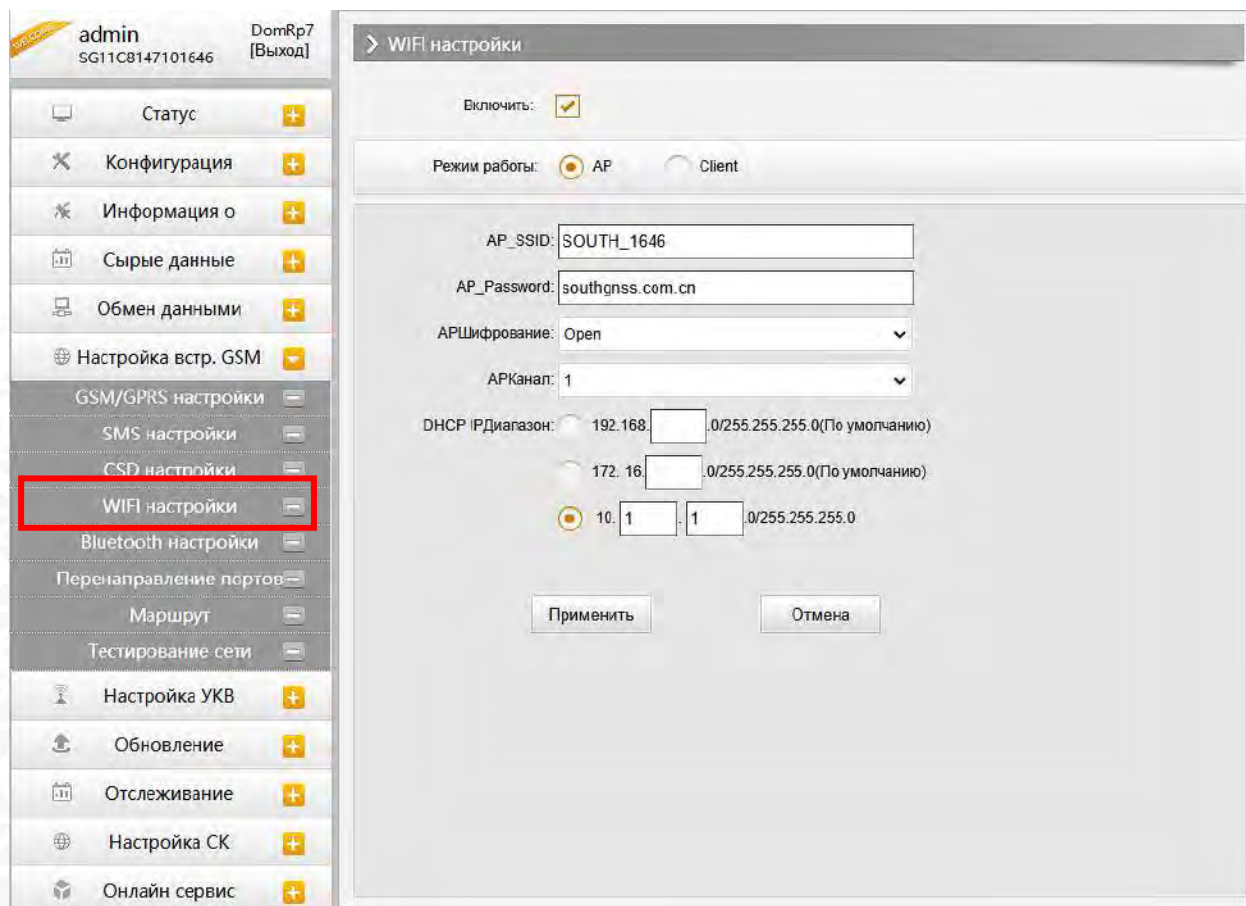 WELCOME
admin
DomRp7
SG11C8147101646
[Выход]
Статус
Конфигурация
Информация о
Сырые данные
Обмен данными
Настройка встр. GSM
GSM/GPRS настройки
SMS настройки
CSD настройки
WIFI настройки
Bluetooth настройки
Перенаправление портов
Маршрут
Тестирование сети
Настройка УКВ
Обновление
Отслеживание
Настройка СК
Онлайн сервис
WIFI настройки
Включить:
Режим работы: AP Client
AP_SSID: SOUTH_1646
AP_Password: southgnss.com.cn
APШифрование: Open
APКанал: 1
DHCP IPДиапазон: 192.168. .0/255.255.255.0(По умолчанию)
172. 16. .0/255.255.255.0(По умолчанию)
10. 1 . 1 .0/255.255.255.0
Применить Отмена